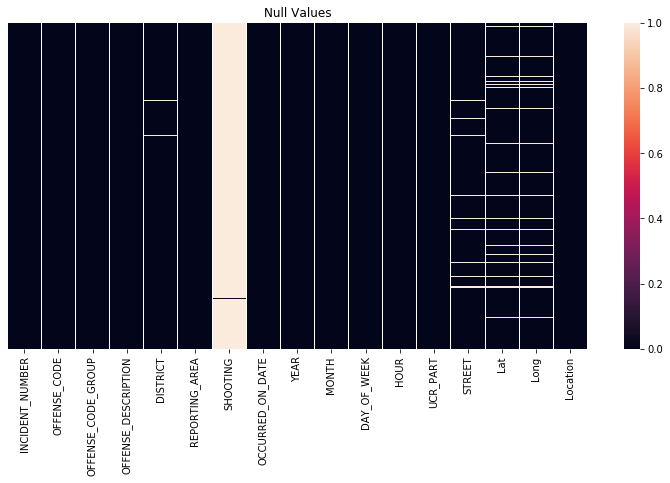 Null Values
1.0
0.8
0.6
0.4
0.2
0.0
INCIDENT_NUMBER
OFFENSE_CODE
OFFENSE_CODE_GROUP
OFFENSE_DESCRIPTION
DISTRICT
REPORTING_AREA
SHOOTING
OCCURRED_ON_DATE
YEAR
MONTH
DAY_OF_WEEK
HOUR
UCR_PART
STREET
Lat
Long
Location